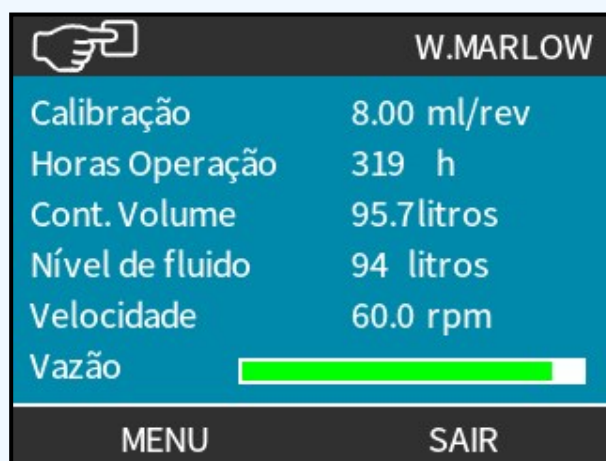 W.MARLOW
Calibração 8.00 ml/rev
Horas Operação 319 h
Cont. Volume 95.7litros
Nível de fluido 94 litros
Velocidade 60.0 rpm
Vazão
MENU SAIR